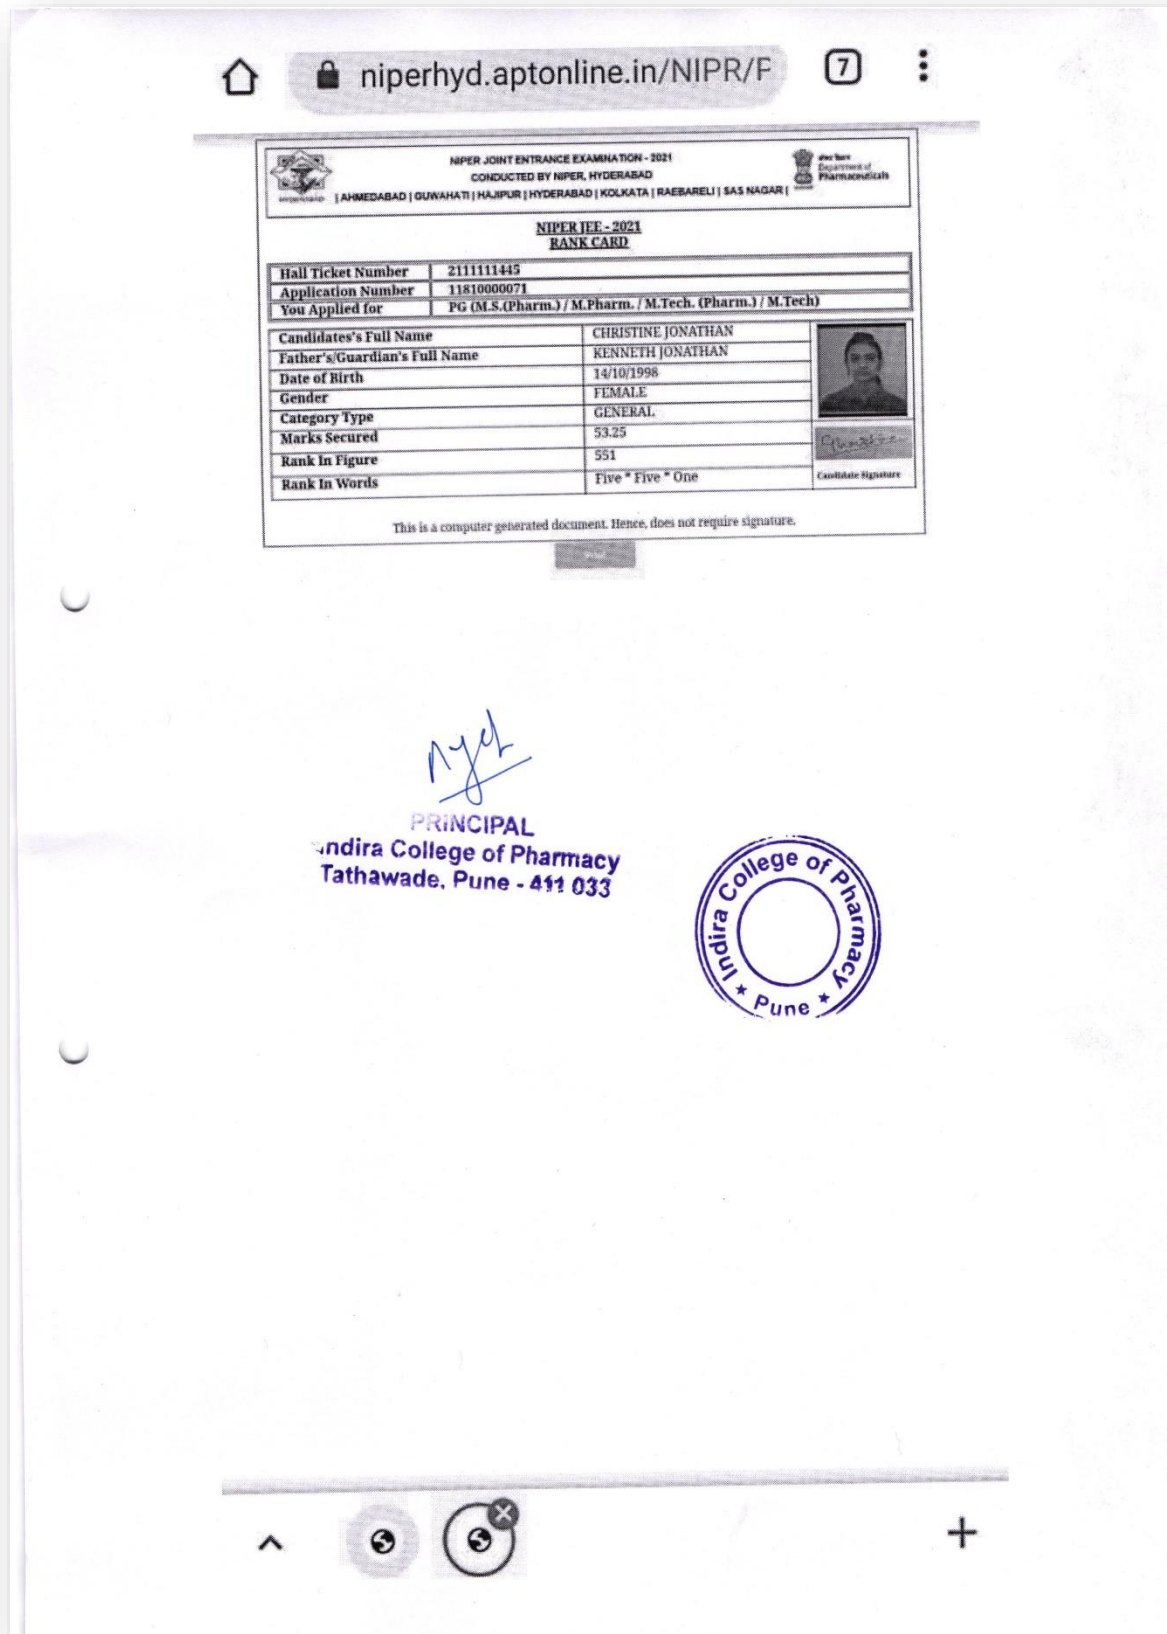 niperhyd.aptonline.in/NIPR/F
7
NIPER JOINT ENTRANCE EXAMINATION - 2021
CONDUCTED BY NIPER, HYDERABAD
| AHMEDABAD | GUWAHATI | HAJIPUR | HYDERABAD | KOLKATA | RAEBARELI | SAS NAGAR |
Department of
Pharmaceuticals
NIPER JEE - 2021
RANK CARD
Hall Ticket Number 2111111445
Application Number 11810000071
You Applied for PG (M.S.(Pharm.) / M.Pharm. / M.Tech. (Pharm.) / M.Tech)
Candidates's Full Name CHRISTINE JONATHAN
Father's/Guardian's Full Name KENNETH JONATHAN
Date of Birth 14/10/1998
Gender FEMALE
Category Type GENERAL
Marks Secured 53.25
Rank In Figure 551
Rank In Words Five * Five * One
Candidate Signature
This is a computer generated document. Hence, does not require signature.
PRINCIPAL
Indira College of Pharmacy
Tathawade, Pune - 411 033
Indira College of Pharmacy
★ Pune ★